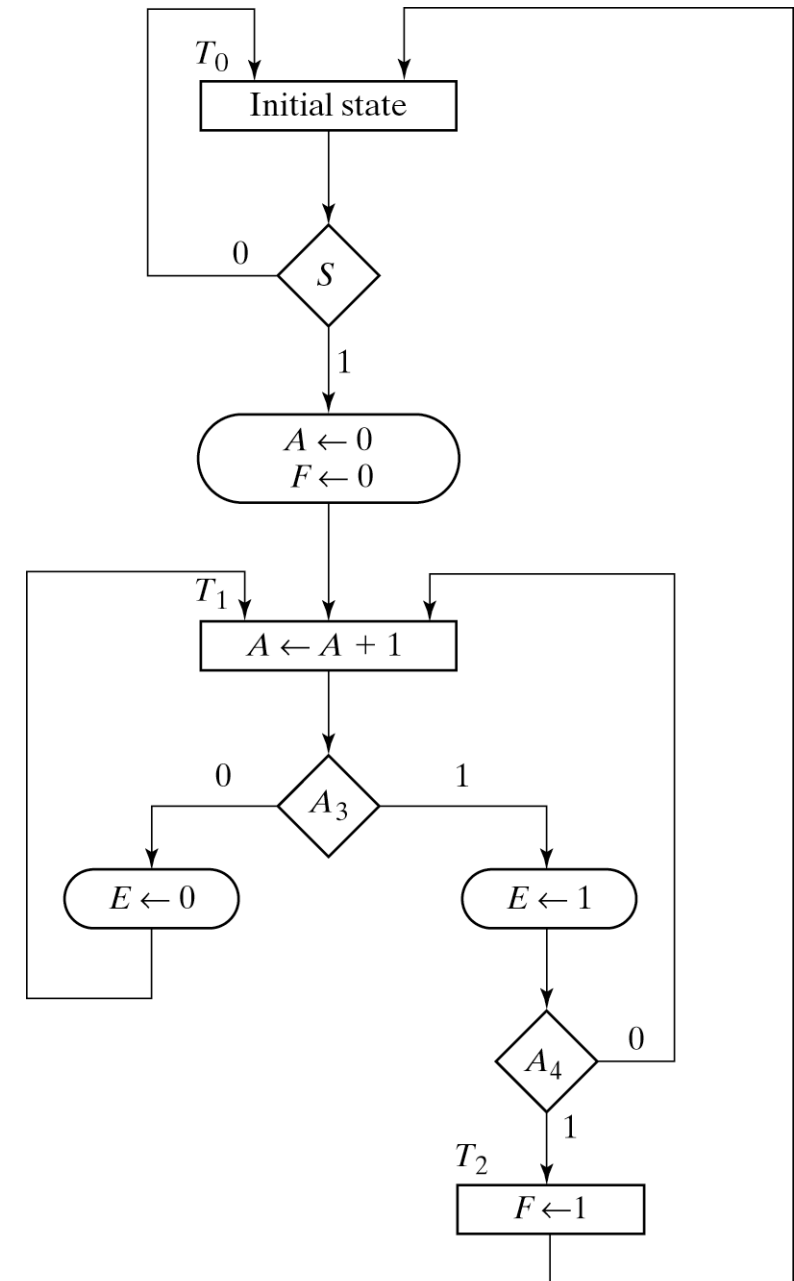 T₀
Initial state
0
S
1
A ← 0
F ← 0
T₁
A ← A + 1
0
A₃
1
E ← 0
E ← 1
A₄
0
1
T₂
F ←1